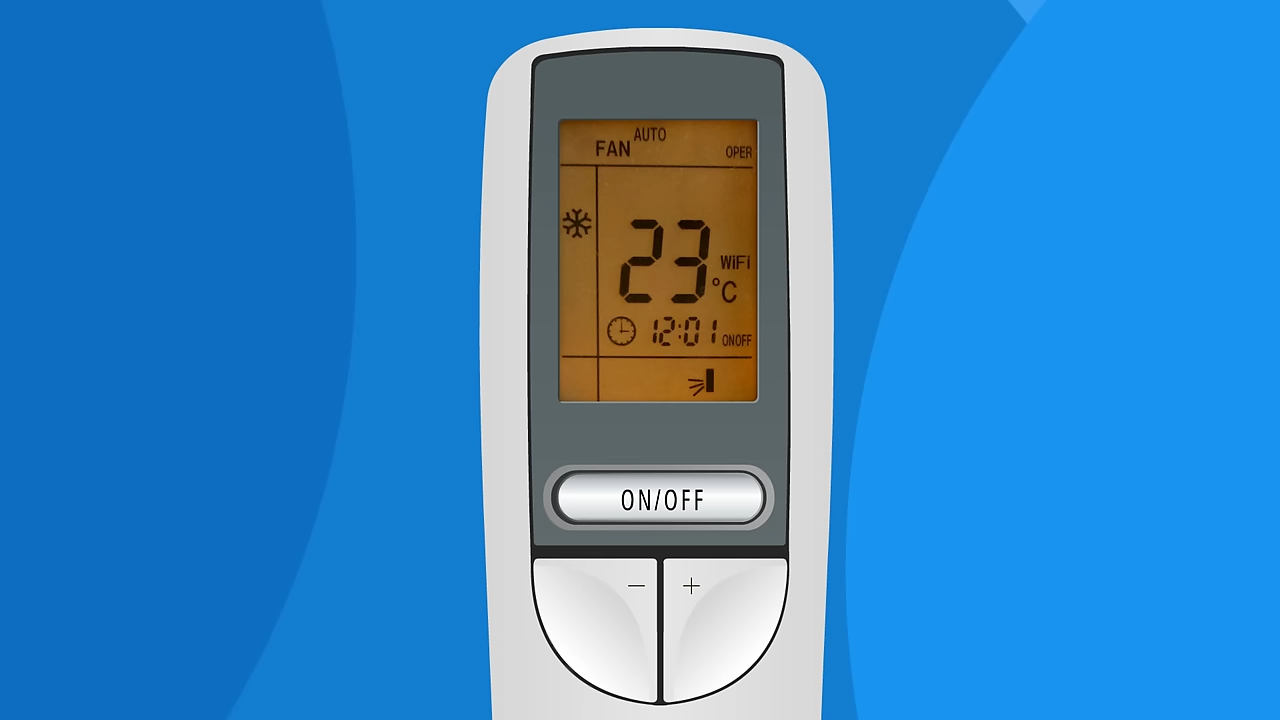 AUTO
FAN
OPER
23
WiFi
°C
12:01
ONOFF
ON/OFF
− +